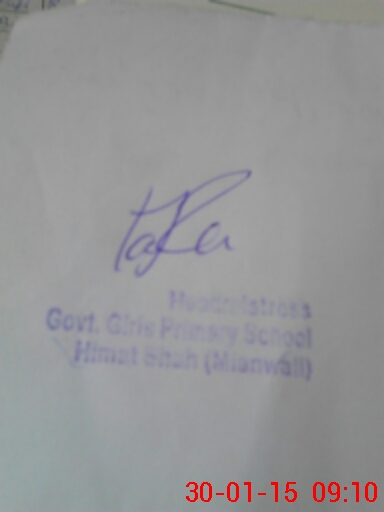 Headmistress
Govt. Girls Primary School
Himat Shah (Mianwali)
30-01-15 09:10